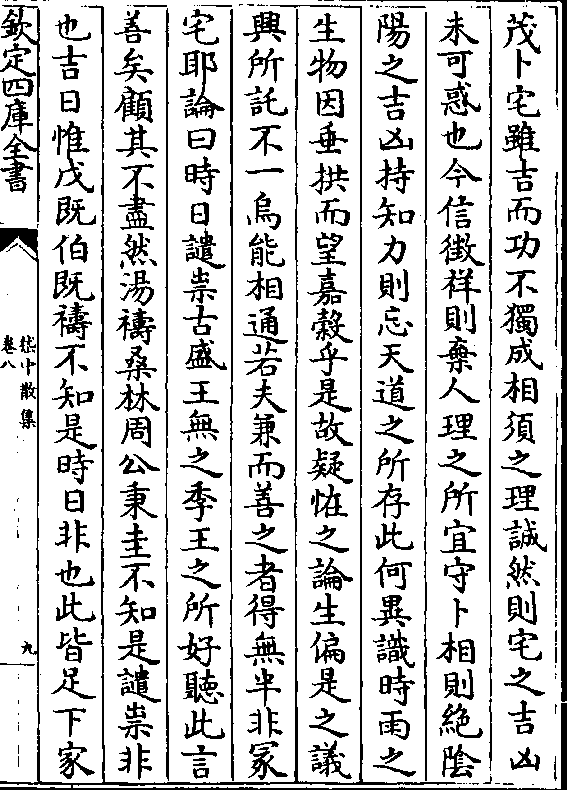 茂卜宅雖吉而功不獨成相須之理誠然則宅之吉凶
未可惑也今信徴祥則棄人理之所宜守卜相則絶陰
陽之吉凶持知力則忘天道之所存此何異識時雨之
生物因垂拱而望嘉穀乎是故疑恠之論生偏是之議
興所託不一烏能相通若夫兼而善之者得無半非冢
宅耶論曰時日譴祟古盛王無之季王之所好聽此言
善矣顧其不盡然湯禱桑林周公秉圭不知是譴祟非
也吉日惟戊既伯既禱不知是時日非也此皆足下家
欽定四庫全書
嵇中散集
卷八
九